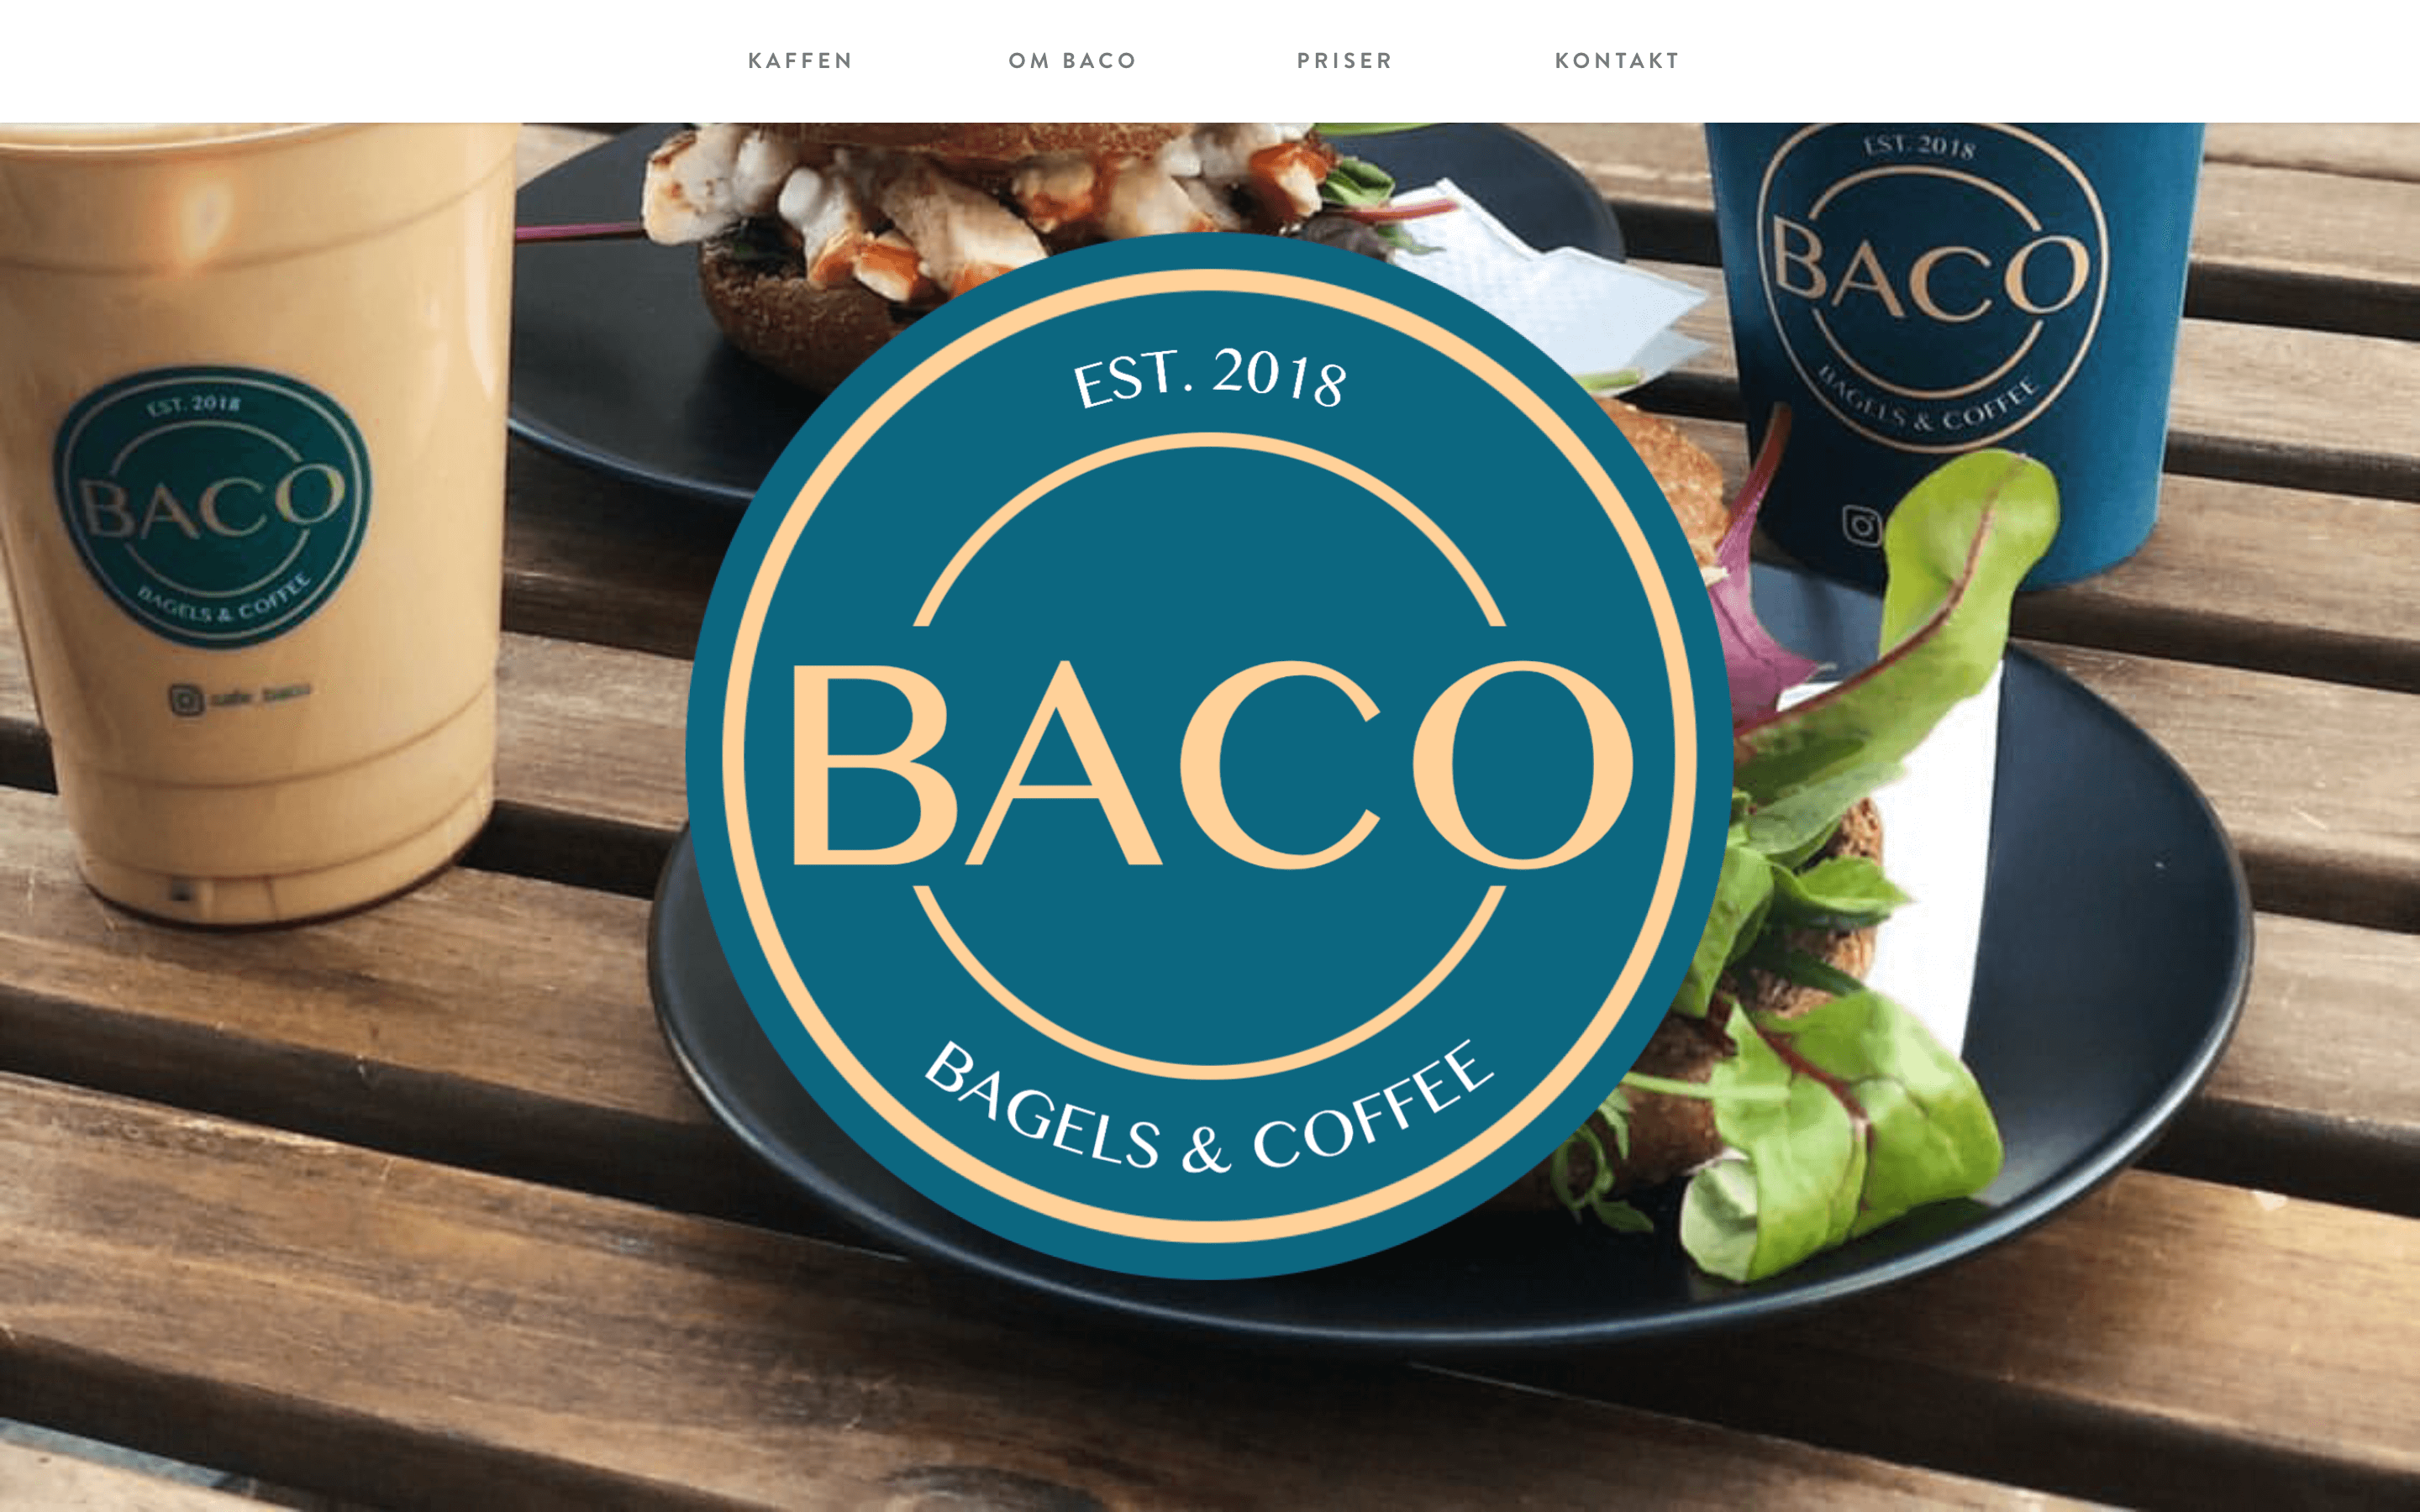 KAFFEN
OM BACO
PRISER
KONTAKT
EST. 2018
BACO
BAGELS & COFFEE
EST. 2018
BACO
BAGELS & COFFEE
EST. 2018
BACO
BAGELS & COFFEE